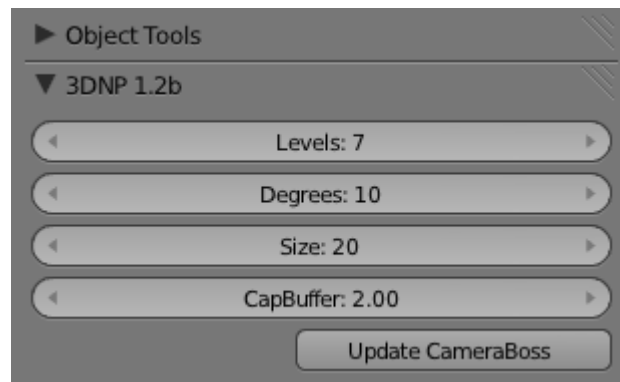 Object Tools
3DNP 1.2b
Levels: 7
Degrees: 10
Size: 20
CapBuffer: 2.00
Update CameraBoss